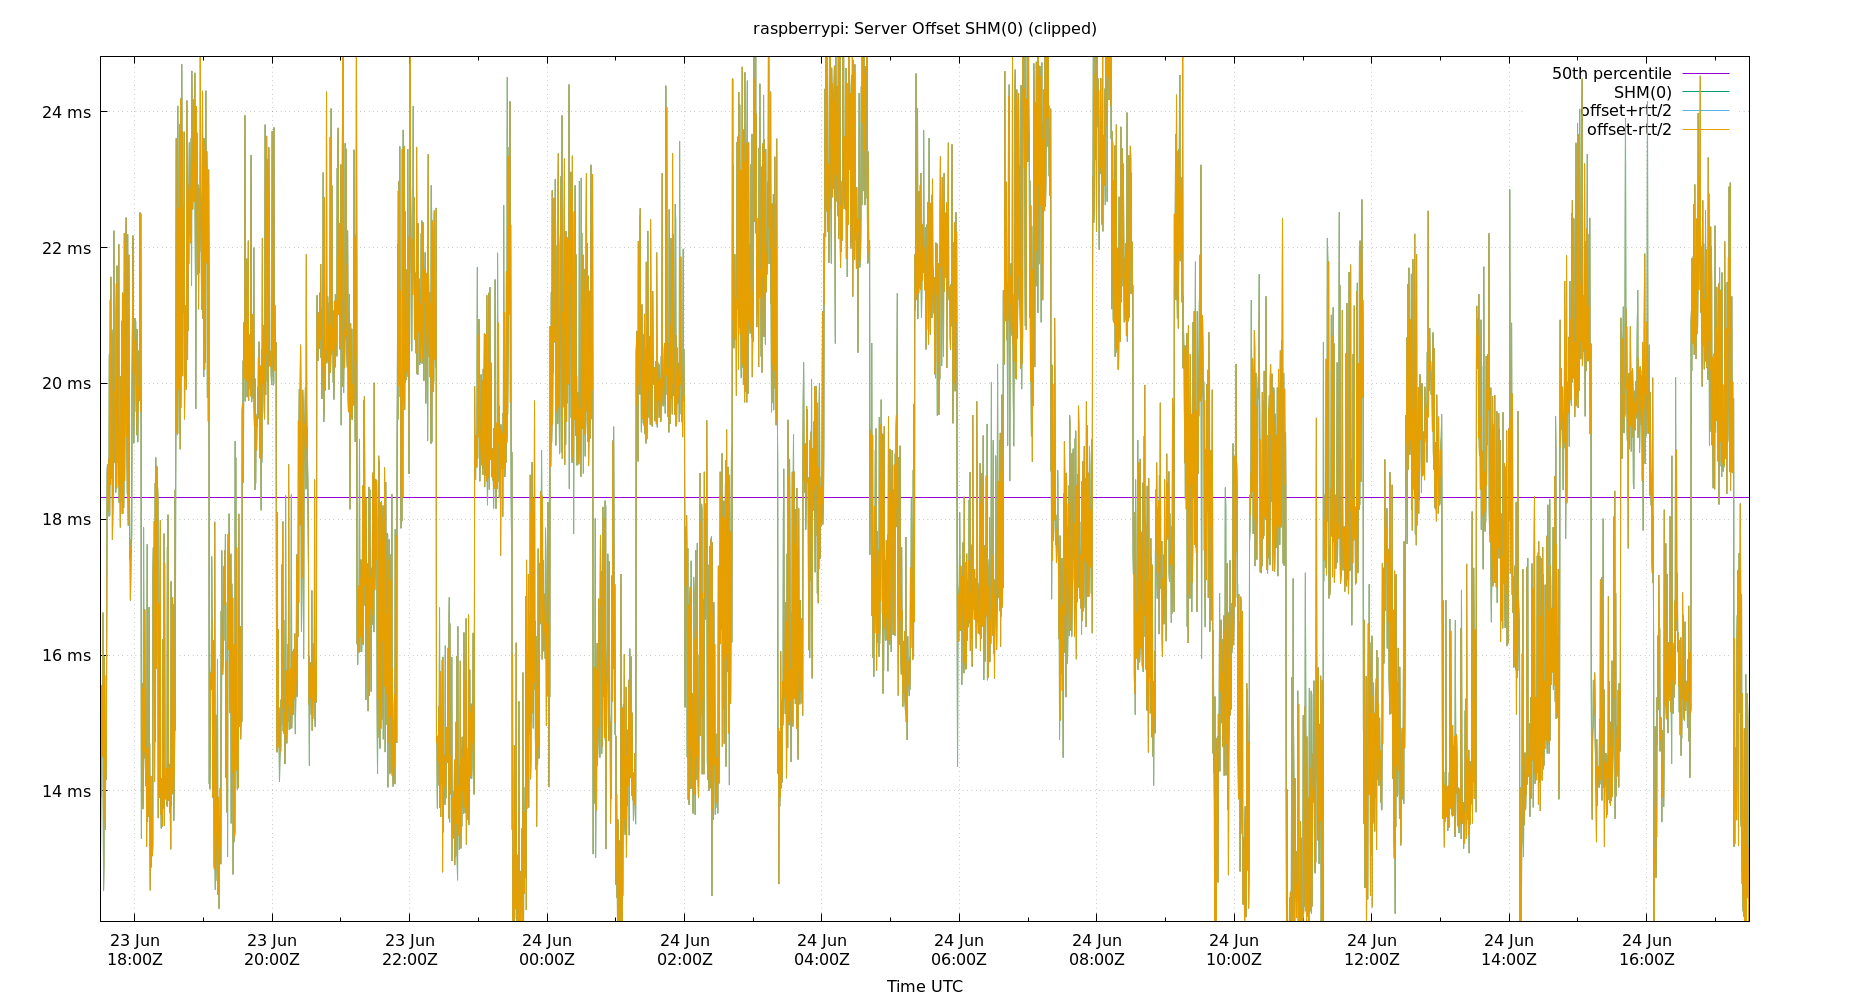 raspberrypi: Server Offset SHM(0) (clipped)
50th percentile
SHM(0)
offset+rtt/2
offset-rtt/2
24 ms
22 ms
20 ms
18 ms
16 ms
14 ms
23 Jun 23 Jun 23 Jun 24 Jun 24 Jun 24 Jun 24 Jun 24 Jun 24 Jun 24 Jun 24 Jun 24 Jun
18:00Z 20:00Z 22:00Z 00:00Z 02:00Z 04:00Z 06:00Z 08:00Z 10:00Z 12:00Z 14:00Z 16:00Z
Time UTC